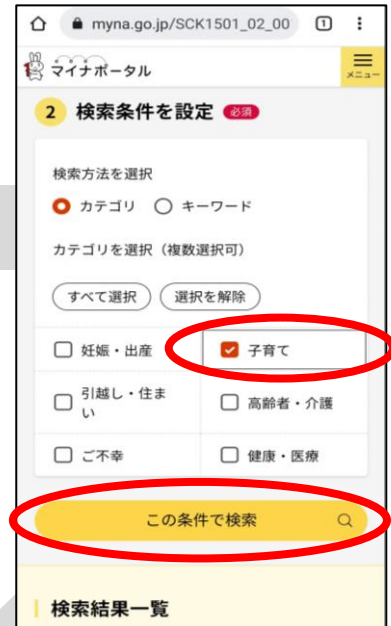 myna.go.jp/SCK1501_02_00
1
マイナポータル
メニュー
2 検索条件を設定 必須
検索方法を選択
カテゴリ キーワード
カテゴリを選択（複数選択可）
すべて選択 選択を解除
妊娠・出産 子育て
引越し・住ま
い
高齢者・介護
ご不幸 健康・医療
この条件で検索
検索結果一覧